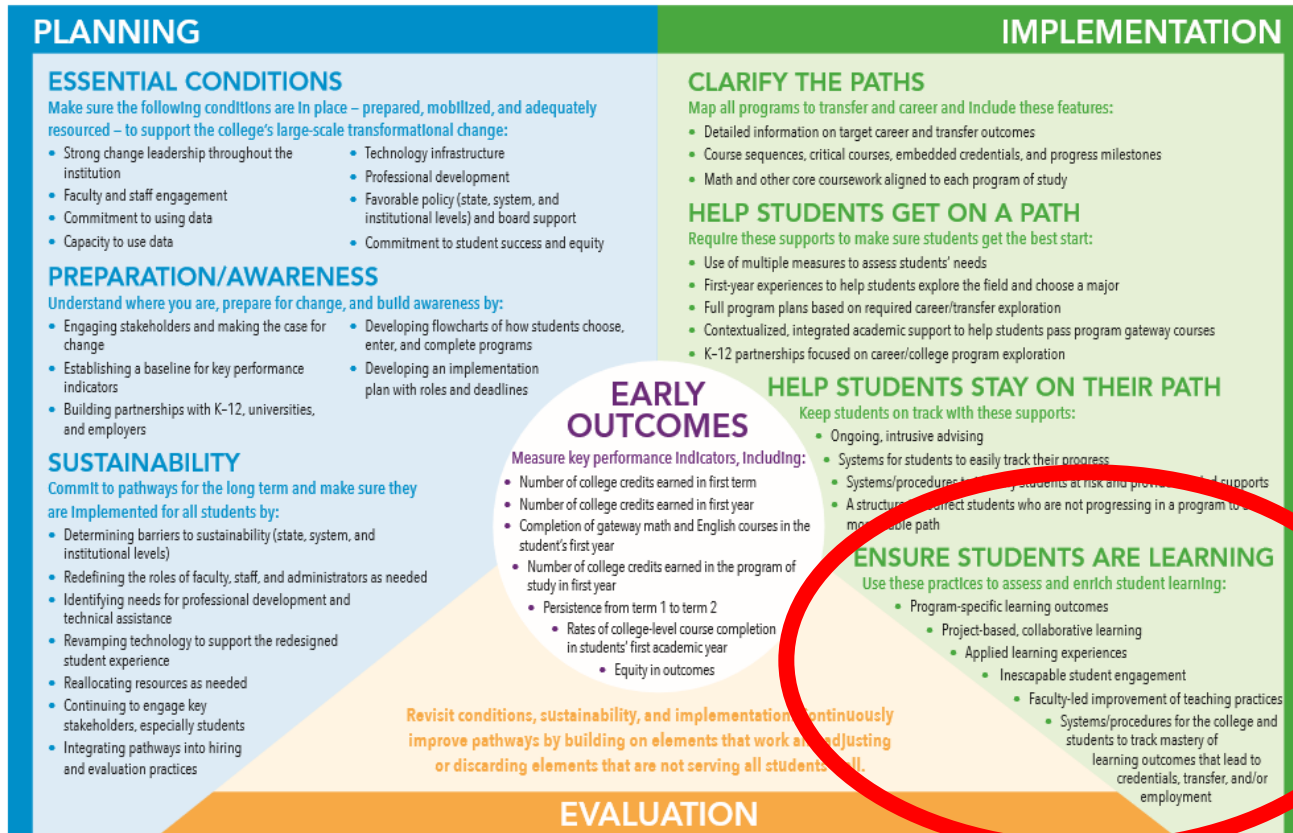 PLANNING
IMPLEMENTATION
ESSENTIAL CONDITIONS
Make sure the following conditions are in place – prepared, mobilized, and adequately
resourced – to support the college's large-scale transformational change:
• Strong change leadership throughout the
institution
• Faculty and staff engagement
• Commitment to using data
• Capacity to use data
• Technology infrastructure
• Professional development
• Favorable policy (state, system, and
institutional levels) and board support
• Commitment to student success and equity
PREPARATION/AWARENESS
Understand where you are, prepare for change, and build awareness by:
• Engaging stakeholders and making the case for
change
• Establishing a baseline for key performance
indicators
• Building partnerships with K–12, universities,
and employers
• Developing flowcharts of how students choose,
enter, and complete programs
• Developing an implementation
plan with roles and deadlines
SUSTAINABILITY
Commit to pathways for the long term and make sure they
are implemented for all students by:
• Determining barriers to sustainability (state, system, and
institutional levels)
• Redefining the roles of faculty, staff, and administrators as needed
• Identifying needs for professional development and
technical assistance
• Revamping technology to support the redesigned
student experience
• Reallocating resources as needed
• Continuing to engage key
stakeholders, especially students
• Integrating pathways into hiring
and evaluation practices
EARLY
OUTCOMES
Measure key performance indicators, including:
• Number of college credits earned in first term
• Number of college credits earned in first year
• Completion of gateway math and English courses in the
student's first year
• Number of college credits earned in the program of
study in first year
• Persistence from term 1 to term 2
• Rates of college-level course completion
in students' first academic year
• Equity in outcomes
CLARIFY THE PATHS
Map all programs to transfer and career and include these features:
• Detailed information on target career and transfer outcomes
• Course sequences, critical courses, embedded credentials, and progress milestones
• Math and other core coursework aligned to each program of study
HELP STUDENTS GET ON A PATH
Require these supports to make sure students get the best start:
• Use of multiple measures to assess students' needs
• First-year experiences to help students explore the field and choose a major
• Full program plans based on required career/transfer exploration
• Contextualized, integrated academic support to help students pass program gateway courses
• K–12 partnerships focused on career/college program exploration
HELP STUDENTS STAY ON THEIR PATH
Keep students on track with these supports:
• Ongoing, intrusive advising
• Systems for students to easily track their progress
• Systems/procedures students at risk and supports
• A structure students who are not progressing in a program to
path
ENSURE STUDENTS ARE LEARNING
Use these practices to assess and enrich student learning:
• Program-specific learning outcomes
• Project-based, collaborative learning
• Applied learning experiences
• Inescapable student engagement
• Faculty-led improvement of teaching practices
• Systems/procedures for the college and
students to track mastery of
learning outcomes that lead to
credentials, transfer, and/or
employment
Revisit conditions, sustainability, and implementation. Continuously
improve pathways by building on elements that work and adjusting
or discarding elements that are not serving all students well.
EVALUATION